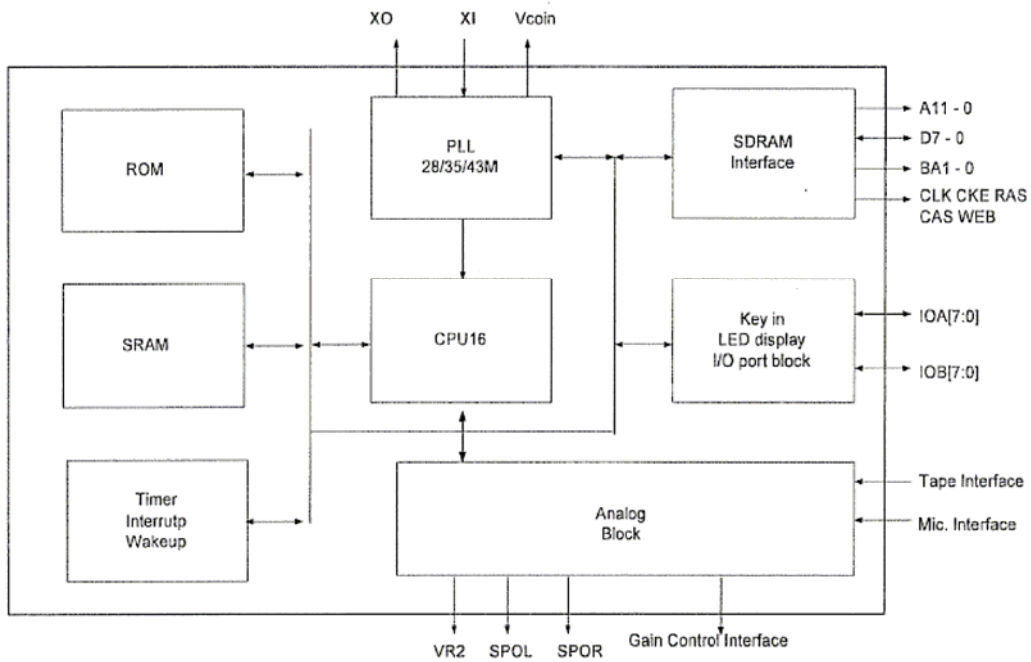 XO
XI
Vcoin
ROM
PLL
28/35/43M
SDRAM
Interface
A11 - 0
D7 - 0
BA1 - 0
CLK CKE RAS
CAS WEB
SRAM
CPU16
Key in
LED display
I/O port block
IOA[7:0]
IOB[7:0]
Timer
Interrutp
Wakeup
Analog
Block
Tape Interface
Mic. Interface
VR2
SPOL
SPOR
Gain Control Interface